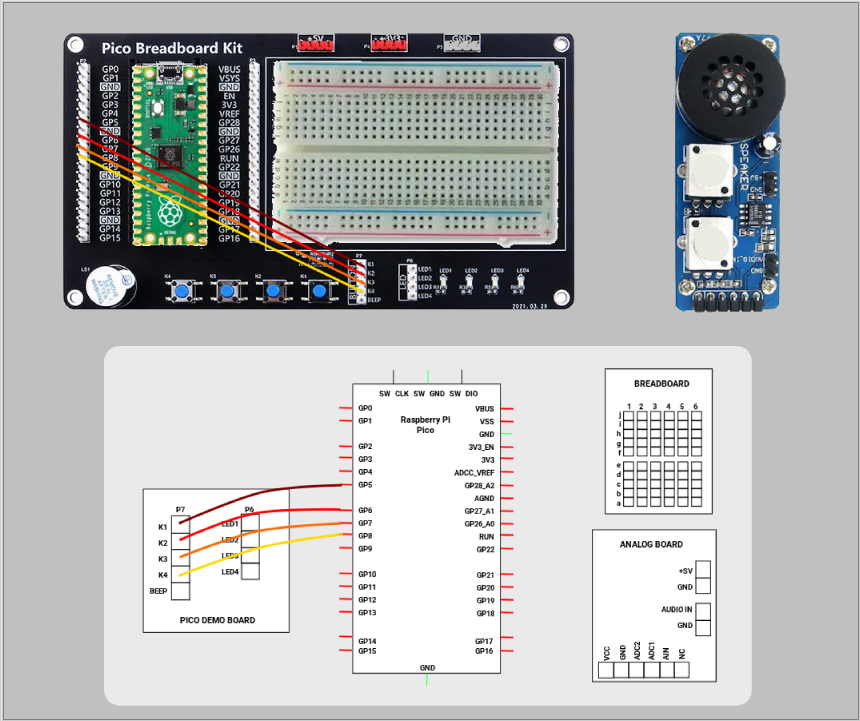 Pico Breadboard Kit
+5V
+3V3
GND
P5
GP0
GP1
GND
GP2
GP3
GP4
GP5
GND
GP6
GP7
GP8
GP9
GND
GP10
GP11
GP12
GP13
GND
GP14
GP15
VBUS
VSYS
GND
EN
3V3
VREF
GP28
GND
GP27
GP26
RUN
GP22
GND
GP21
GP20
GP19
GP18
GND
GP17
GP16
LS1
K4
K3
K2
K1
P7
K1
K2
K3
K4
BEEP
P6
LED
LED1
LED2
LED3
LED4
LED1
LED2
LED3
LED4
2021.03.29
SPEAKER
SW CLK SW GND SW DIO
Raspberry PI
Pico
GP0
GP1
GP2
GP3
GP4
GP5
GP6
GP7
GP8
GP9
GP10
GP11
GP12
GP13
GP14
GP15
VBUS
VSS
GND
3V3_EN
3V3
ADCC_VREF
GP28_A2
AGND
GP27_A1
GP26_A0
RUN
GP22
GP21
GP20
GP19
GP18
GP17
GP16
GND
P7
K1
K2
K3
K4
BEEP
P6
LED1
LED2
LED3
LED4
PICO DEMO BOARD
BREADBOARD
1 2 3 4 5 6
j
i
h
g
f
e
d
c
b
a
ANALOG BOARD
+5V
GND
AUDIO IN
GND
VCC
GND
ADC2
ADC1
AIN
NC